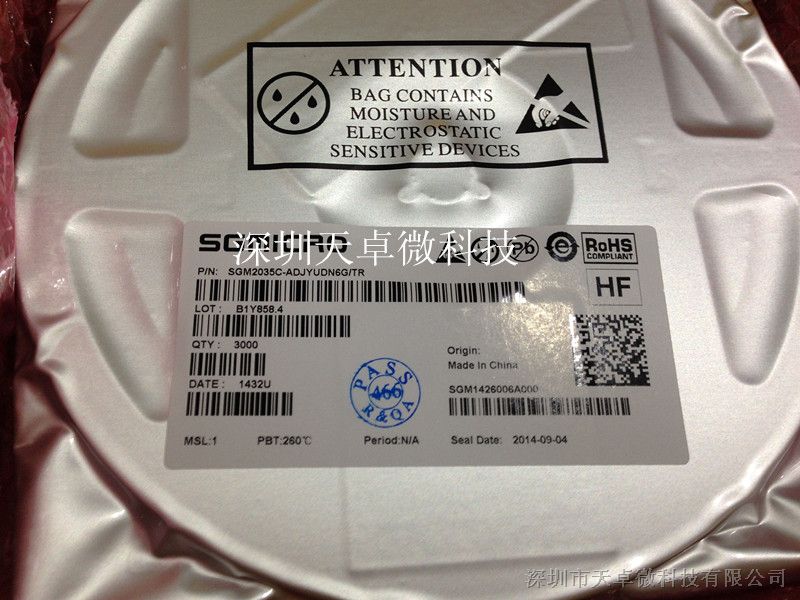 ATTENTION
BAG CONTAINS
MOISTURE AND
ELECTROSTATIC
SENSITIVE DEVICES
SGMICRO
深圳天卓微科技
Pb
e
RoHS
COMPLIANT
P/N: SGM2035C-ADJYUDN6G/TR
HF
LOT: B1Y858.4
QTY: 3000
DATE: 1432U
PASS
466
R&QA
Origin:
Made In China
SGM1426006A000
MSL:1 PBT:260℃ Period:N/A Seal Date: 2014-09-04
深圳市天卓微科技有限公司